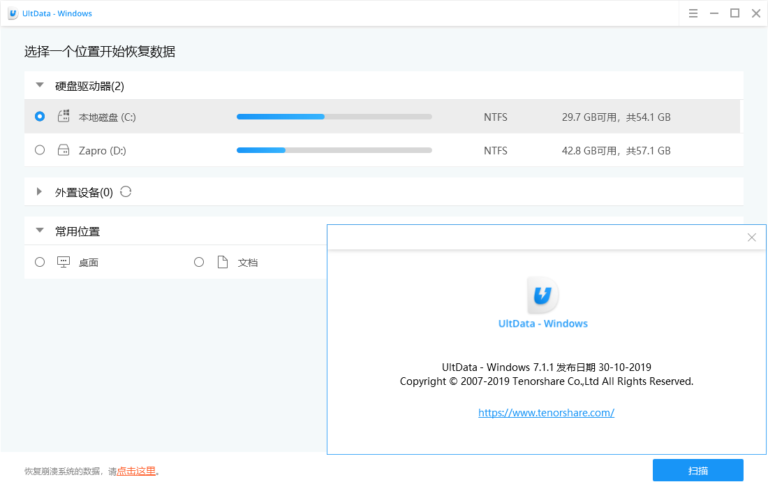 UltData - Windows
选择一个位置开始恢复数据
硬盘驱动器(2)
本地磁盘 (C:) NTFS 29.7 GB可用，共54.1 GB
Zapro (D:) NTFS 42.8 GB可用，共57.1 GB
外置设备(0)
常用位置
桌面 文档
UltData - Windows
UltData - Windows 7.1.1 发布日期 30-10-2019
Copyright © 2007-2019 Tenorshare Co.,Ltd All Rights Reserved.
https://www.tenorshare.com/
恢复崩溃系统的数据，请点击这里。 扫描